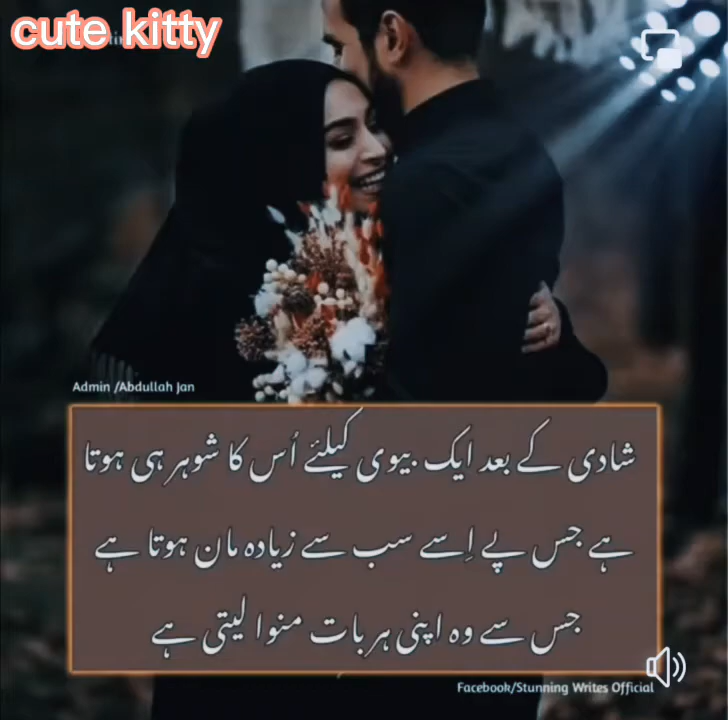 cute kitty
Admin /Abdullah Jan
شادی کے بعد ایک بیوی کیلئے اُس کا شوہر ہی ہوتا
ہے جس پے اِسے سب سے زیادہ مان ہوتا ہے
جس سے وہ اپنی ہر بات منوا لیتی ہے
Facebook/Stunning Writes Official